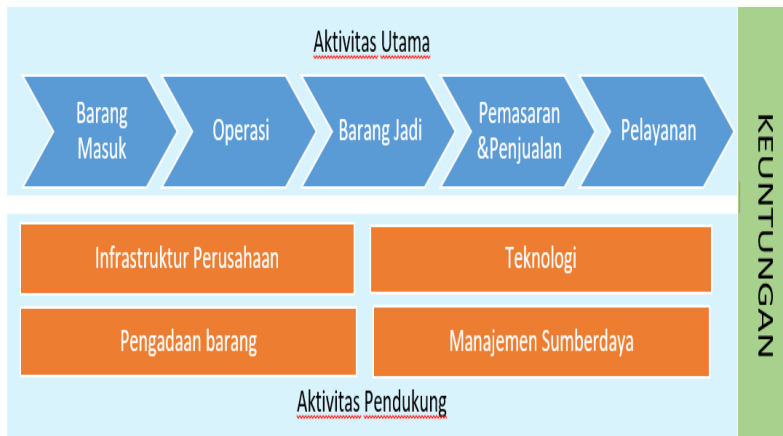 Aktivitas Utama
Barang
Masuk
Operasi
Barang Jadi
Pemasaran
&Penjualan
Pelayanan
Infrastruktur Perusahaan
Teknologi
Pengadaan barang
Manajemen Sumberdaya
Aktivitas Pendukung
KEUNTUNGAN